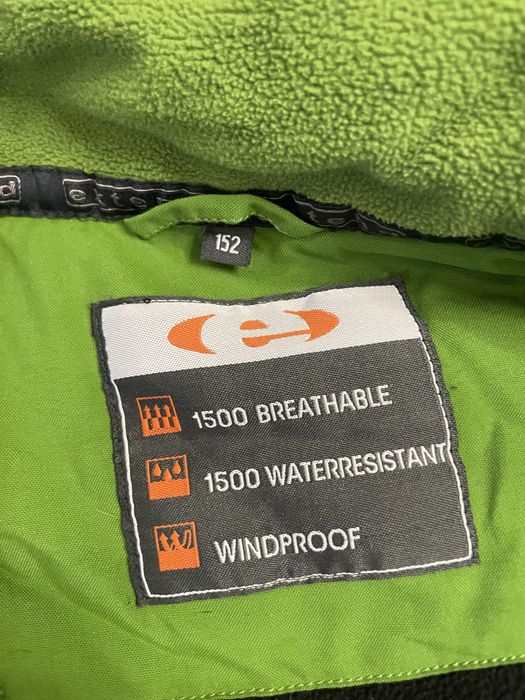 152
e
1500 BREATHABLE
1500 WATERRESISTANT
WINDPROOF